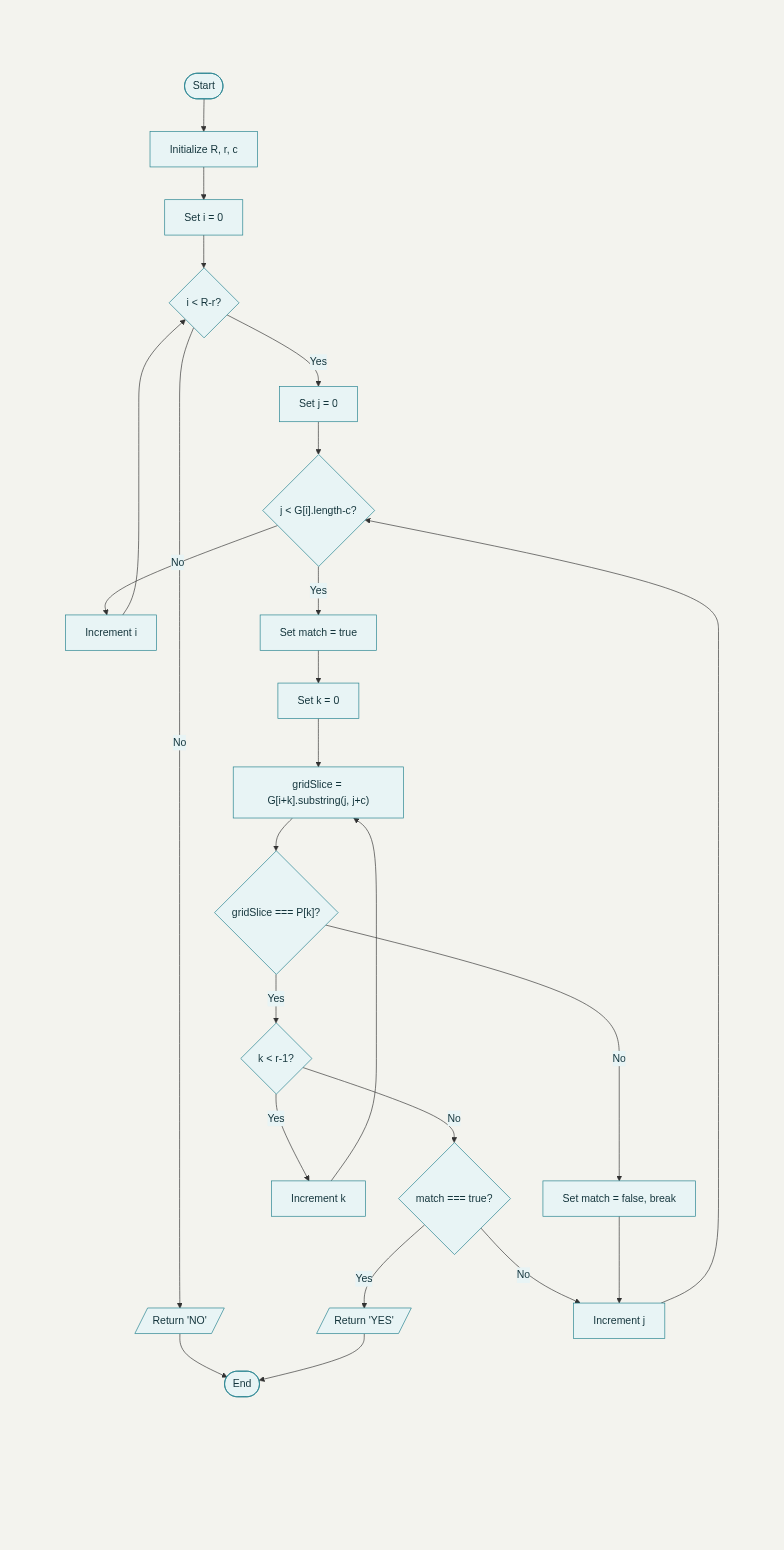 Start
Initialize R, r, c
Set i = 0
i < R-r?
Yes
Set j = 0
j < G[i].length-c?
No
Yes
Increment i
Set match = true
Set k = 0
No
gridSlice =
G[i+k].substring(j, j+c)
gridSlice === P[k]?
Yes
k < r-1?
No
Yes
No
Increment k
match === true?
Set match = false, break
Yes
No
Return 'NO'
Return 'YES'
Increment j
End